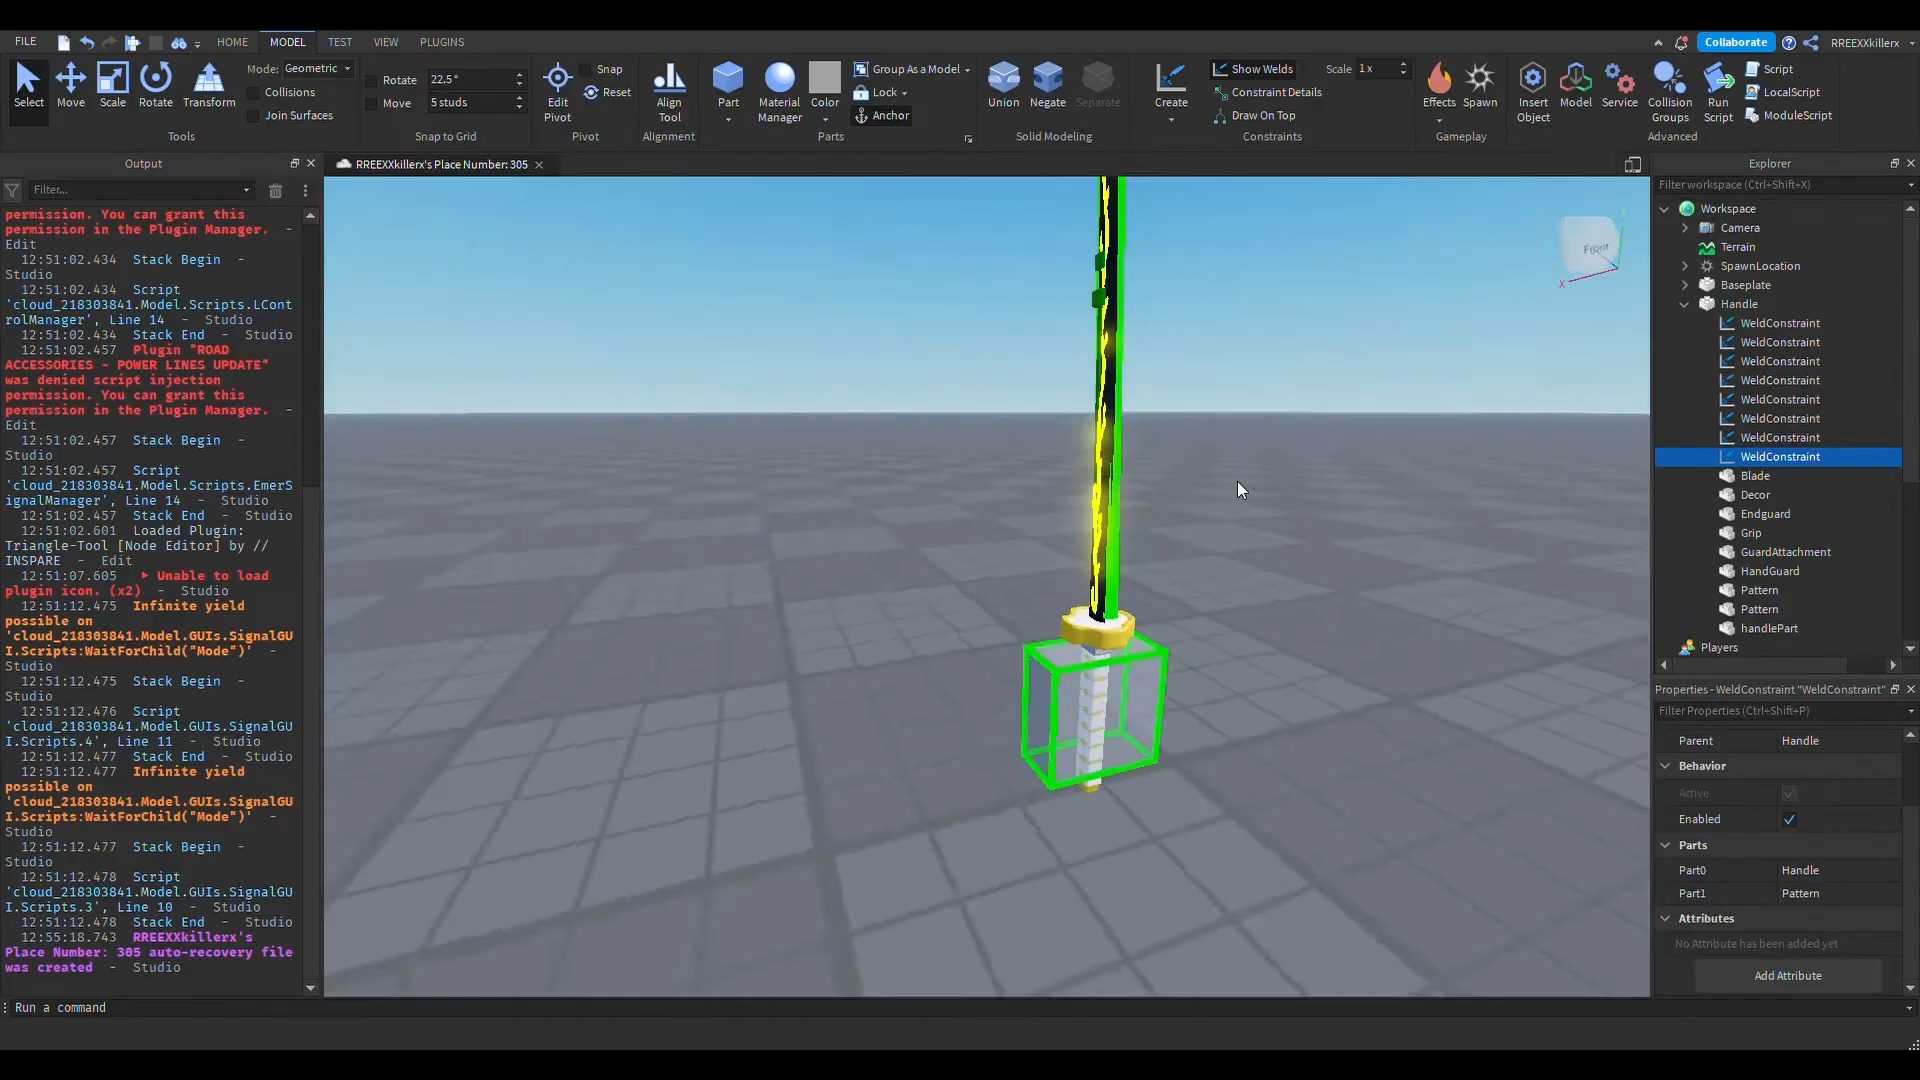 FILE HOME MODEL TEST VIEW PLUGINS Collaborate RREEXXkillerx
Select Move Scale Rotate Transform
Mode: Geometric
Collisions
Join Surfaces
Tools
Rotate 22.5°
Move 5 studs
Snap to Grid
Edit Pivot
Snap
Reset
Pivot
Align Tool
Alignment
Part Material Manager Color
Group As a Model
Lock
Anchor
Parts
Union Negate Separate
Solid Modeling
Create
Show Welds
Scale 1x
Constraint Details
Draw On Top
Constraints
Effects Spawn
Gameplay
Insert Object Model Service Collision Groups Run Script
Script
LocalScript
ModuleScript
Advanced
Output
Filter...
permission. You can grant this
permission in the Plugin Manager. -
Edit
12:51:02.434 Stack Begin -
Studio
12:51:02.434 Script
'cloud_218303841.Model.Scripts.LCont
rolManager', Line 14 - Studio
12:51:02.434 Stack End - Studio
12:51:02.457 Plugin "ROAD
ACCESSORIES - POWER LINES UPDATE"
was denied script injection
permission. You can grant this
permission in the Plugin Manager. -
Edit
12:51:02.457 Stack Begin -
Studio
12:51:02.457 Script
'cloud_218303841.Model.Scripts.EmerS
ignalManager', Line 14 - Studio
12:51:02.457 Stack End - Studio
12:51:02.601 Loaded Plugin:
Triangle-Tool [Node Editor] by //
INSPARE - Edit
12:51:07.605 Unable to load
plugin icon. (x2) - Studio
12:51:12.475 Infinite yield
possible on
'cloud_218303841.Model.GUIs.SignalGU
I.Scripts:WaitForChild("Mode")' -
Studio
12:51:12.475 Stack Begin -
Studio
12:51:12.476 Script
'cloud_218303841.Model.GUIs.SignalGU
I.Scripts.4', Line 11 - Studio
12:51:12.477 Stack End - Studio
12:51:12.477 Infinite yield
possible on
'cloud_218303841.Model.GUIs.SignalGU
I.Scripts:WaitForChild("Mode")' -
Studio
12:51:12.477 Stack Begin -
Studio
12:51:12.478 Script
'cloud_218303841.Model.GUIs.SignalGU
I.Scripts.3', Line 10 - Studio
12:51:12.478 Stack End - Studio
12:55:18.743 RREEXXkillerx's
Place Number: 305 auto-recovery file
was created - Studio
RREEXXkillerx's Place Number: 305
Front
X
Explorer
Filter workspace (Ctrl+Shift+X)
Workspace
Camera
Terrain
SpawnLocation
Baseplate
Handle
WeldConstraint
WeldConstraint
WeldConstraint
WeldConstraint
WeldConstraint
WeldConstraint
WeldConstraint
WeldConstraint
Blade
Decor
Endguard
Grip
GuardAttachment
HandGuard
Pattern
Pattern
handlePart
Players
Properties - WeldConstraint "WeldConstraint"
Filter Properties (Ctrl+Shift+P)
Parent Handle
Behavior
Active
Enabled
Parts
Part0 Handle
Part1 Pattern
Attributes
No Attribute has been added yet
Add Attribute
Run a command